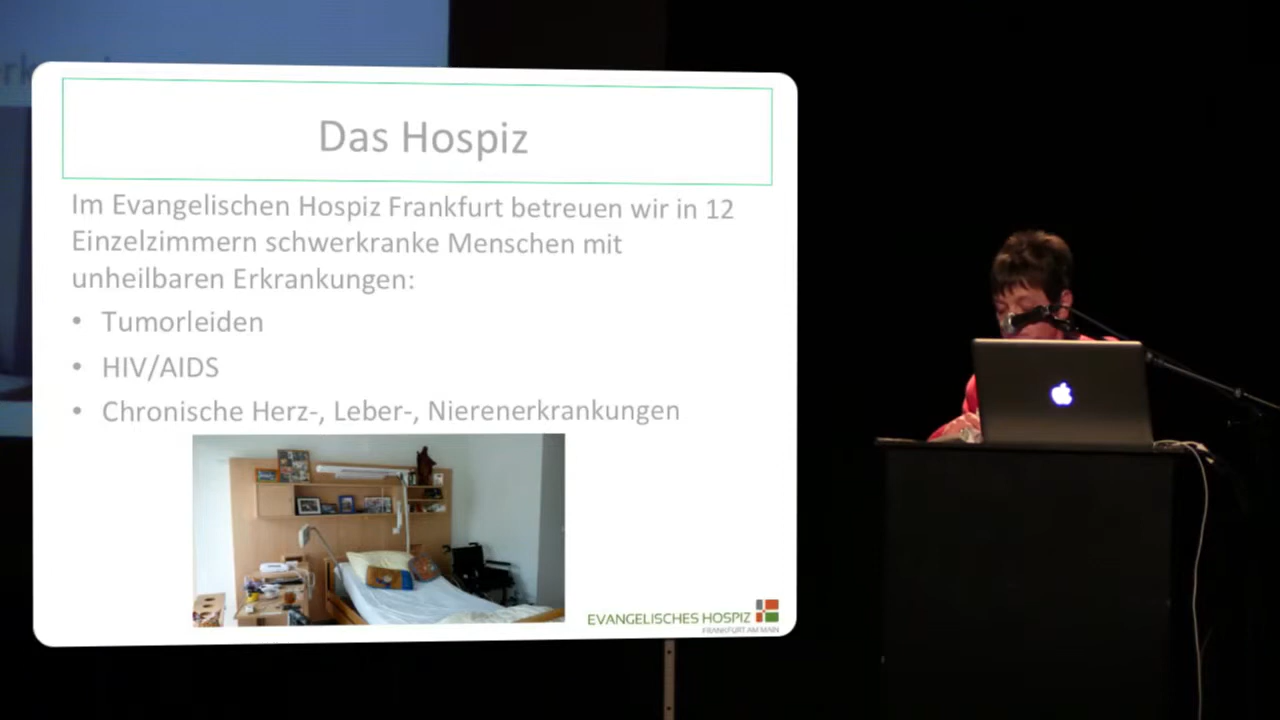 Das Hospiz
Im Evangelischen Hospiz Frankfurt betreuen wir in 12
Einzelzimmern schwerkranke Menschen mit
unheilbaren Erkrankungen:
• Tumorleiden
• HIV/AIDS
• Chronische Herz-, Leber-, Nierenerkrankungen
EVANGELISCHES HOSPIZ
FRANKFURT AM MAIN